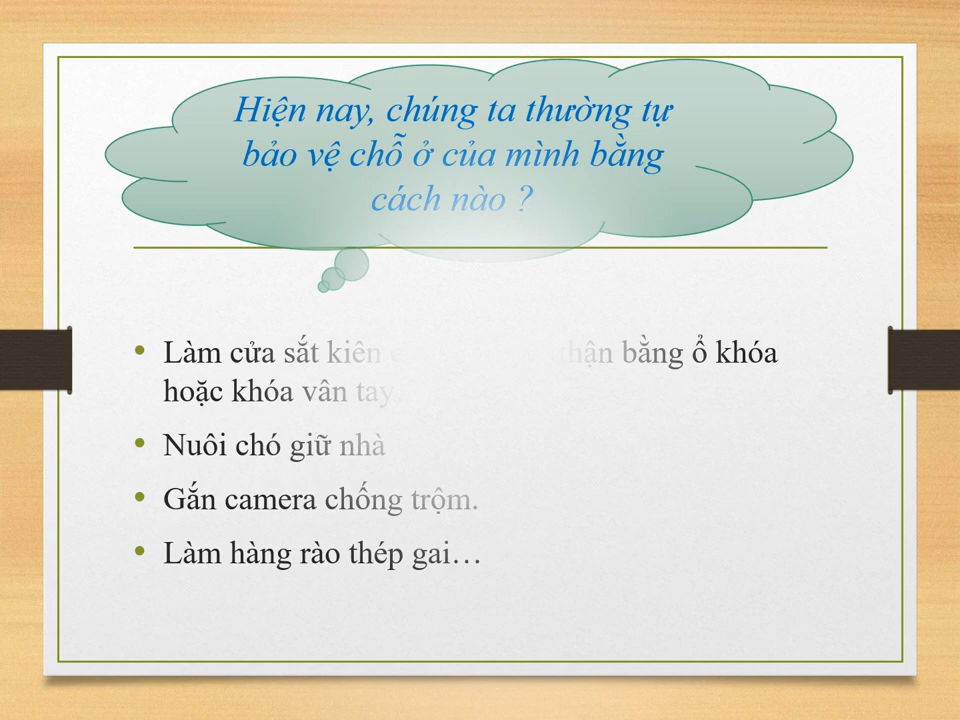 Hiện nay, chúng ta thường tự
bảo vệ chỗ ở của mình bằng
cách nào ?
Làm cửa sắt kiên bằng ổ khóa
hoặc khóa vân tay
Nuôi chó giữ nhà
Gắn camera chống trộm.
Làm hàng rào thép gai…